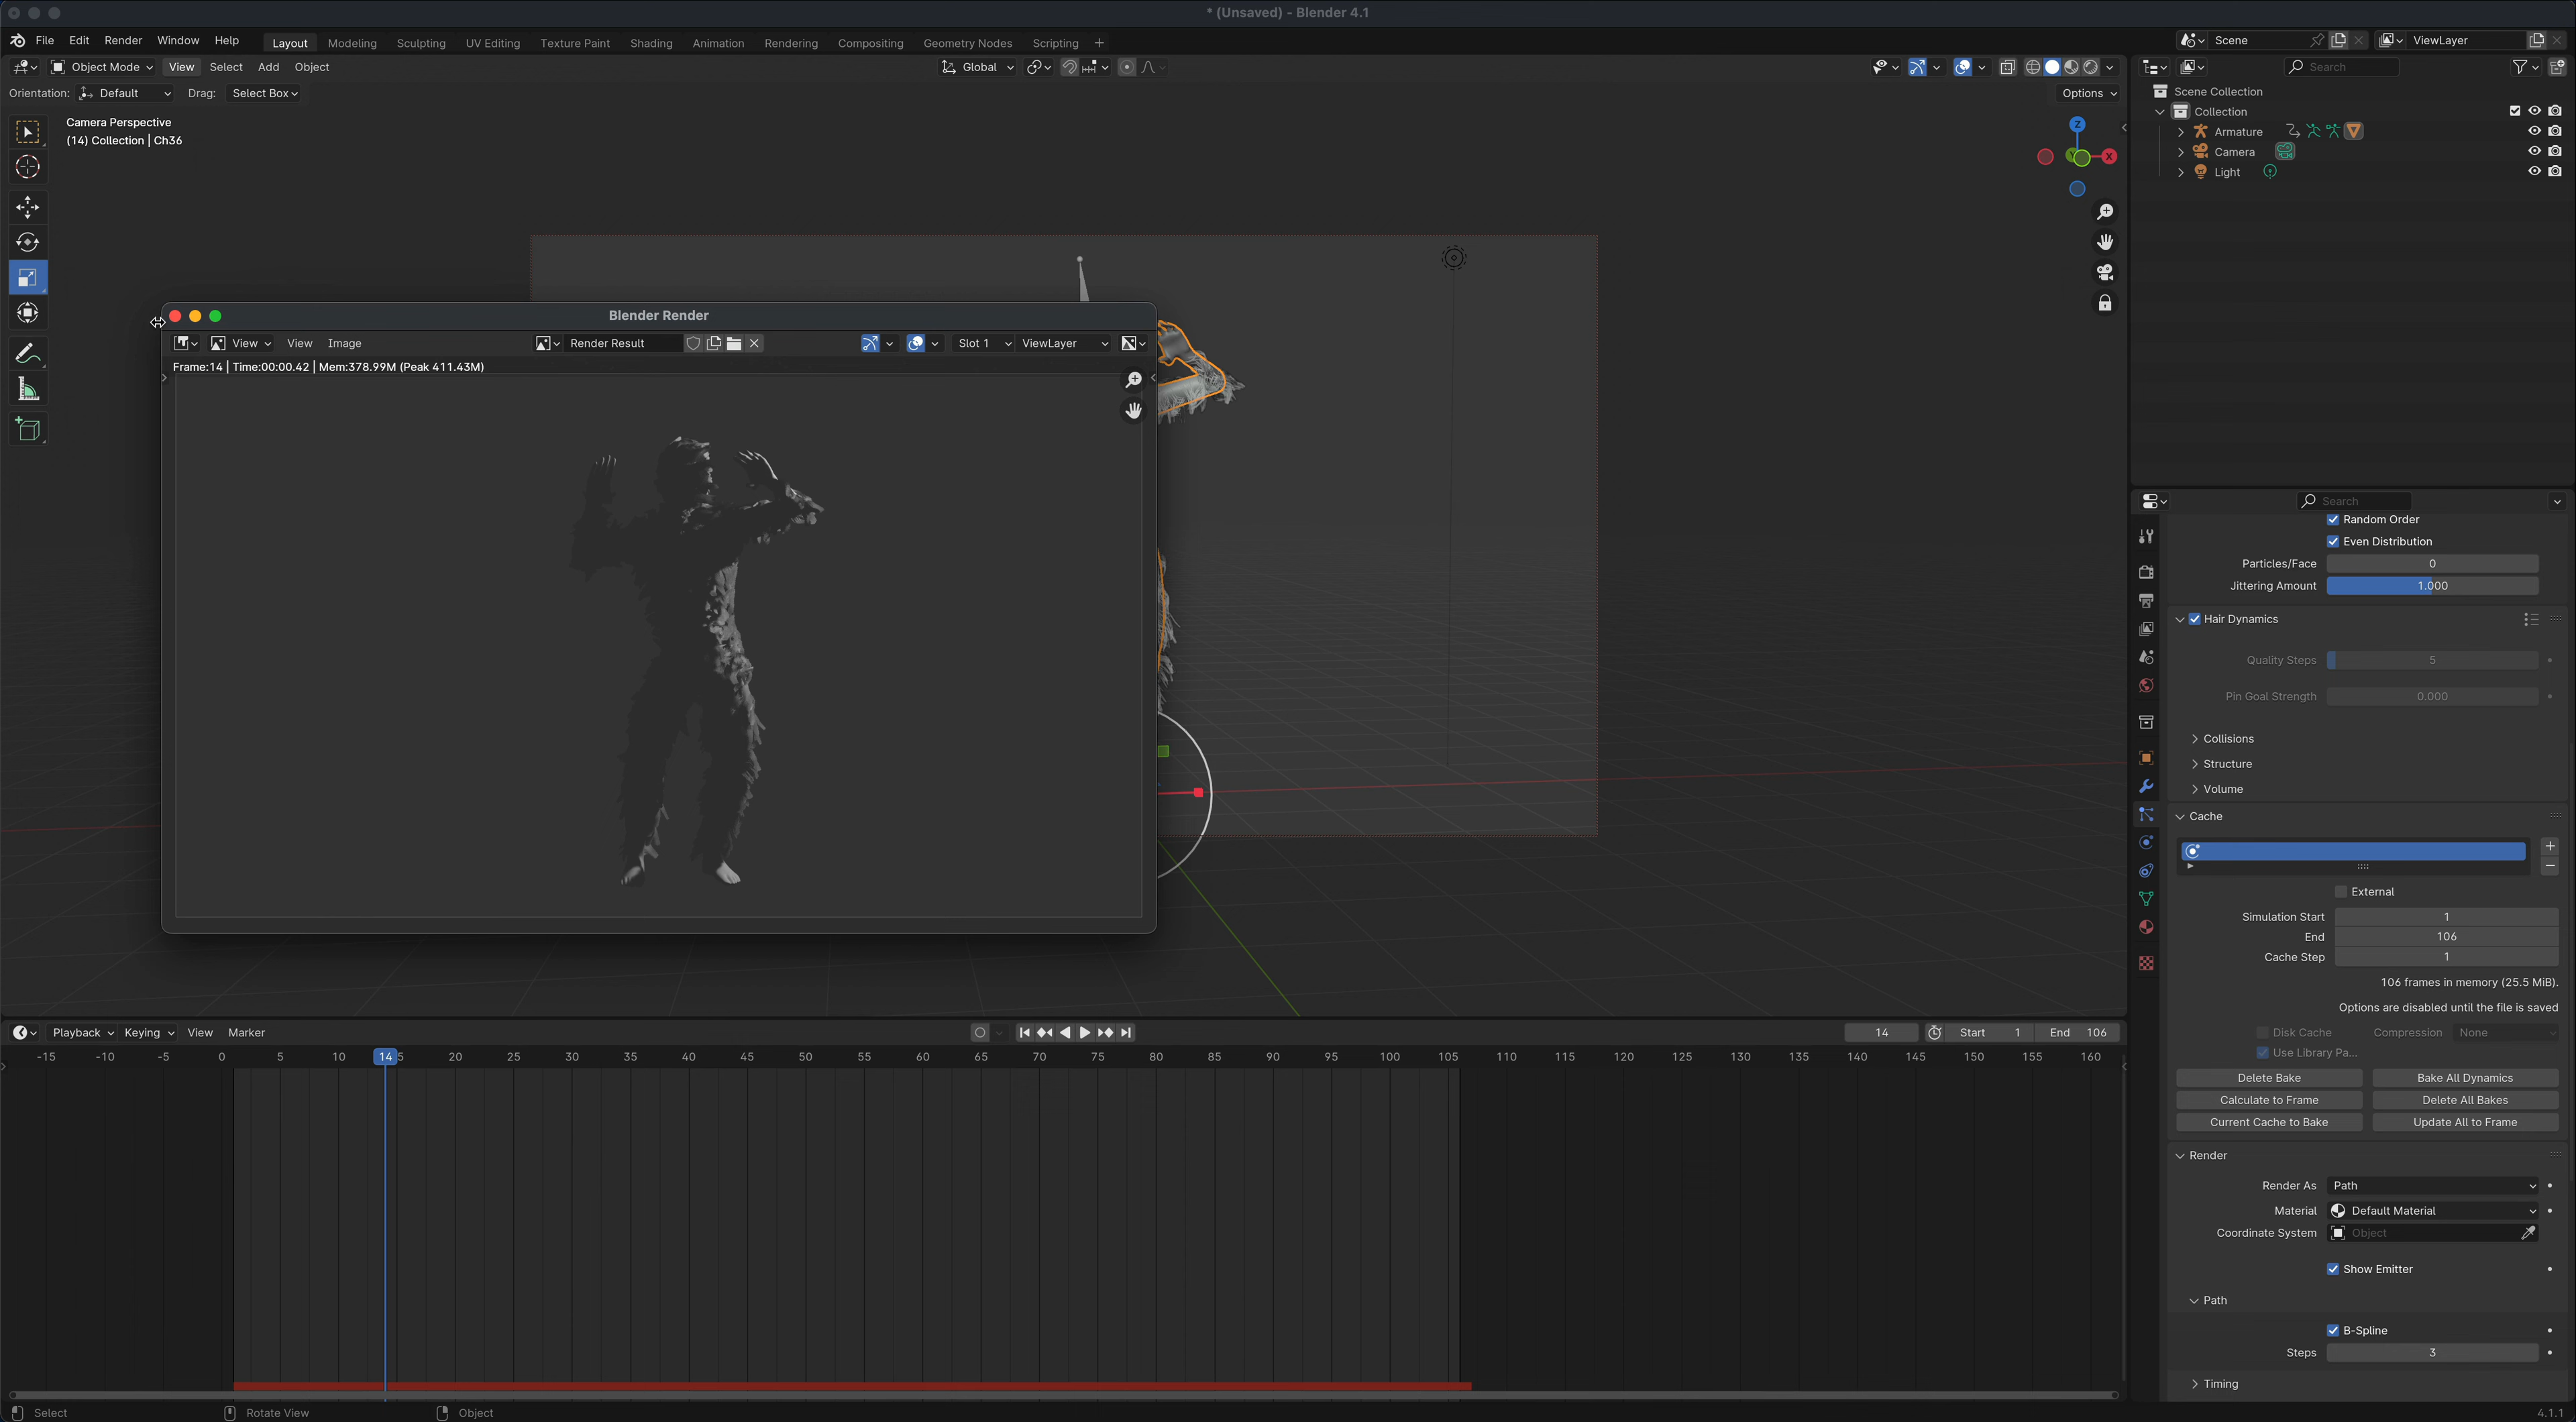 * (Unsaved) - Blender 4.1
File Edit Render Window Help Layout Modeling Sculpting UV Editing Texture Paint Shading Animation Rendering Compositing Geometry Nodes Scripting + Scene ViewLayer
Object Mode View Select Add Object Global Search
Orientation: Default Drag: Select Box Options
Scene Collection
Collection
Armature
Camera
Light
Camera Perspective
(14) Collection | Ch36
Z
X
Blender Render
View View Image Render Result Slot 1 ViewLayer
Frame:14 | Time:00:00.42 | Mem:378.99M (Peak 411.43M)
Search
Random Order
Even Distribution
Particles/Face 0
Jittering Amount 1.000
Hair Dynamics
Quality Steps 5
Pin Goal Strength 0.000
Collisions
Structure
Volume
Cache
External
Simulation Start 1
End 106
Cache Step 1
106 frames in memory (25.5 MiB).
Options are disabled until the file is saved
Disk Cache Compression None
Use Library Pa...
Delete Bake Bake All Dynamics
Calculate to Frame Delete All Bakes
Current Cache to Bake Update All to Frame
Render
Render As Path
Material Default Material
Coordinate System Object
Show Emitter
Path
B-Spline
Steps 3
Timing
Playback Keying View Marker 14 Start 1 End 106
-15 -10 -5 0 5 10 14 5 20 25 30 35 40 45 50 55 60 65 70 75 80 85 90 95 100 105 110 115 120 125 130 135 140 145 150 155 160
Select Rotate View Object 4.1.1